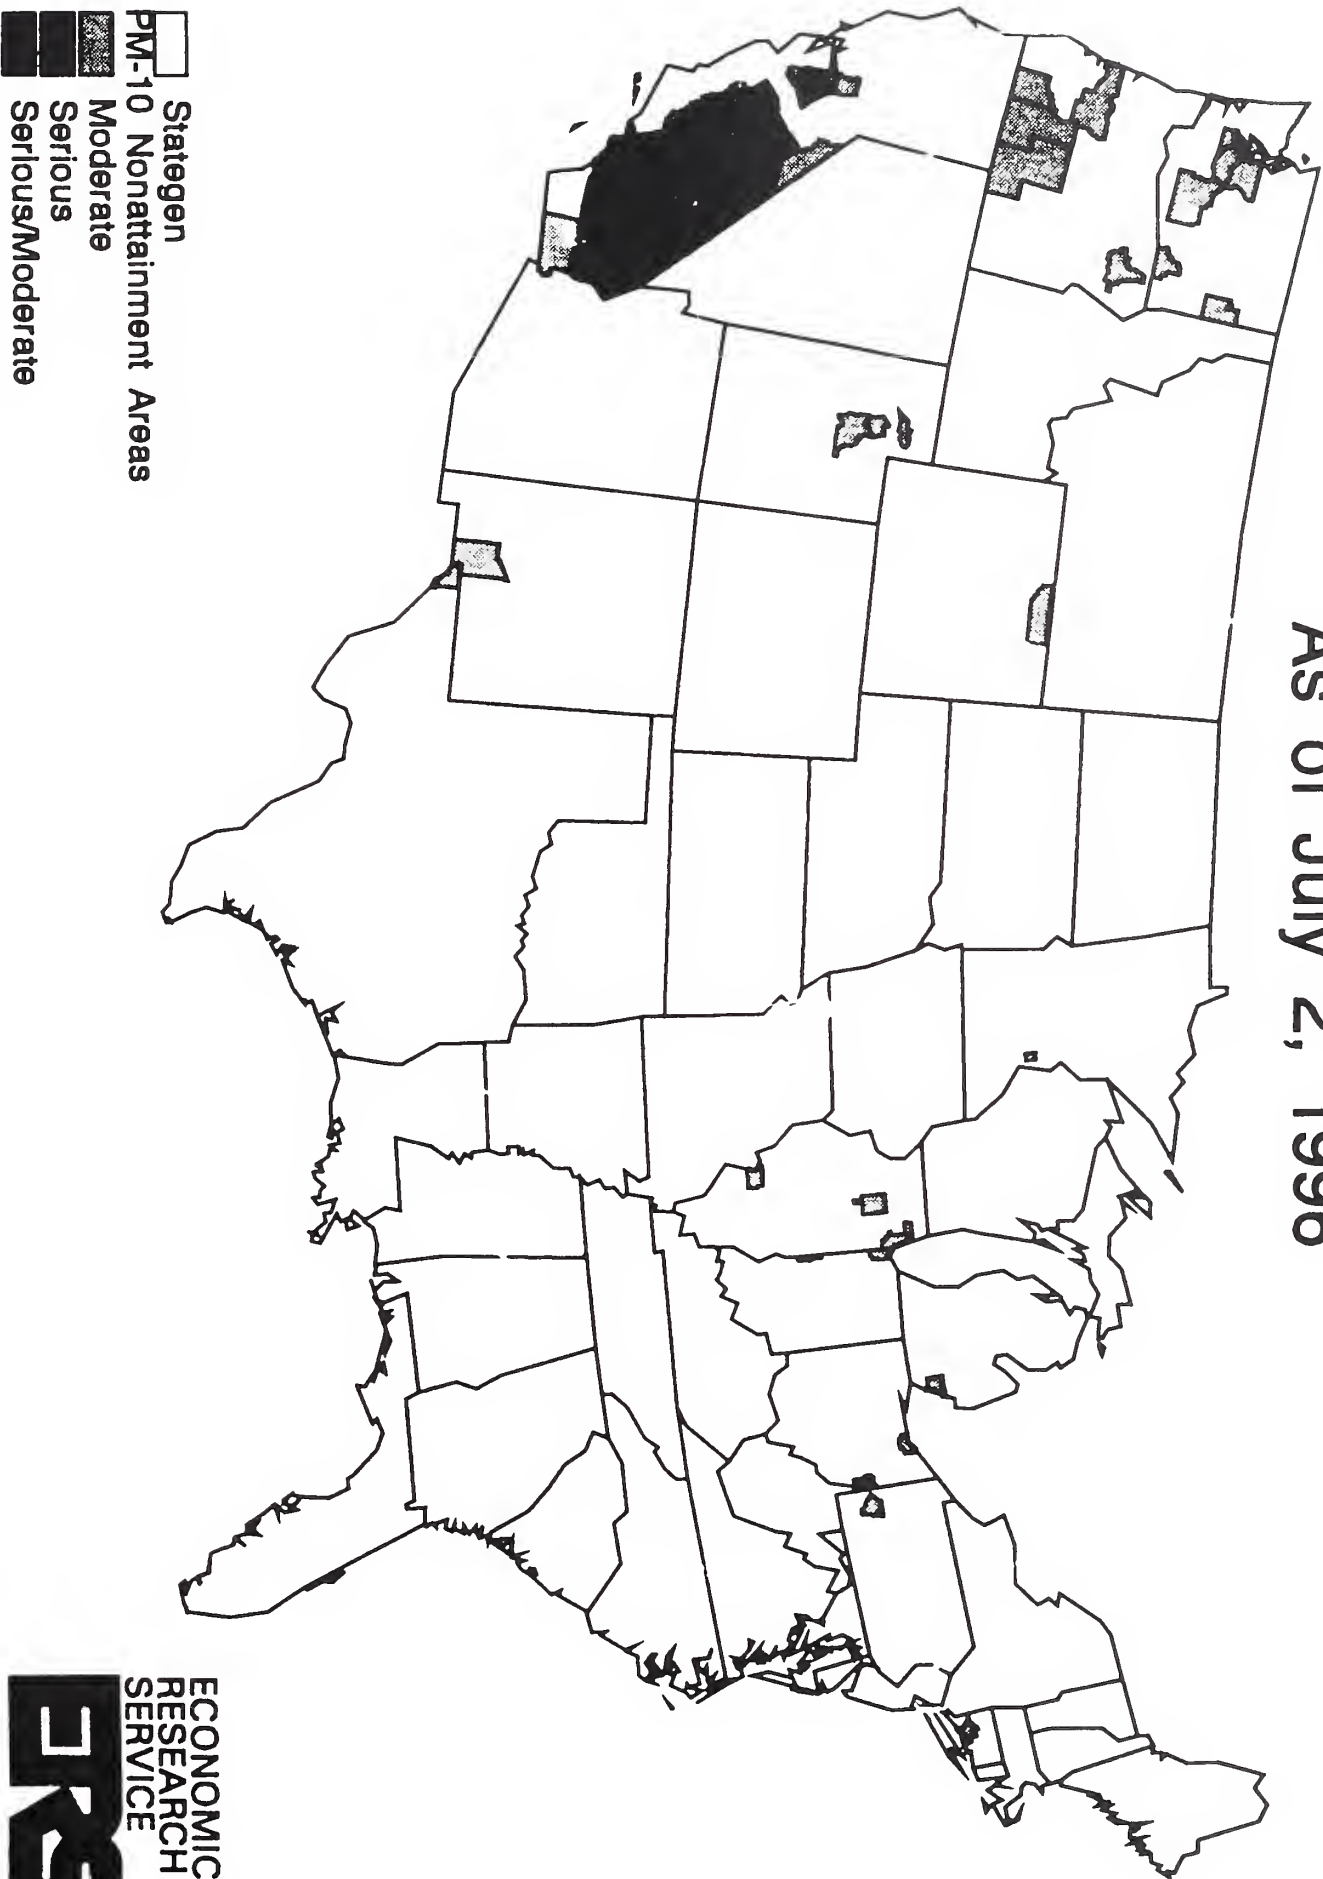 As of July 2, 1996
Stategen
PM-10 Nonattainment Areas
Moderate
Serious
Serious/Moderate
ECONOMIC
RESEARCH
SERVICE